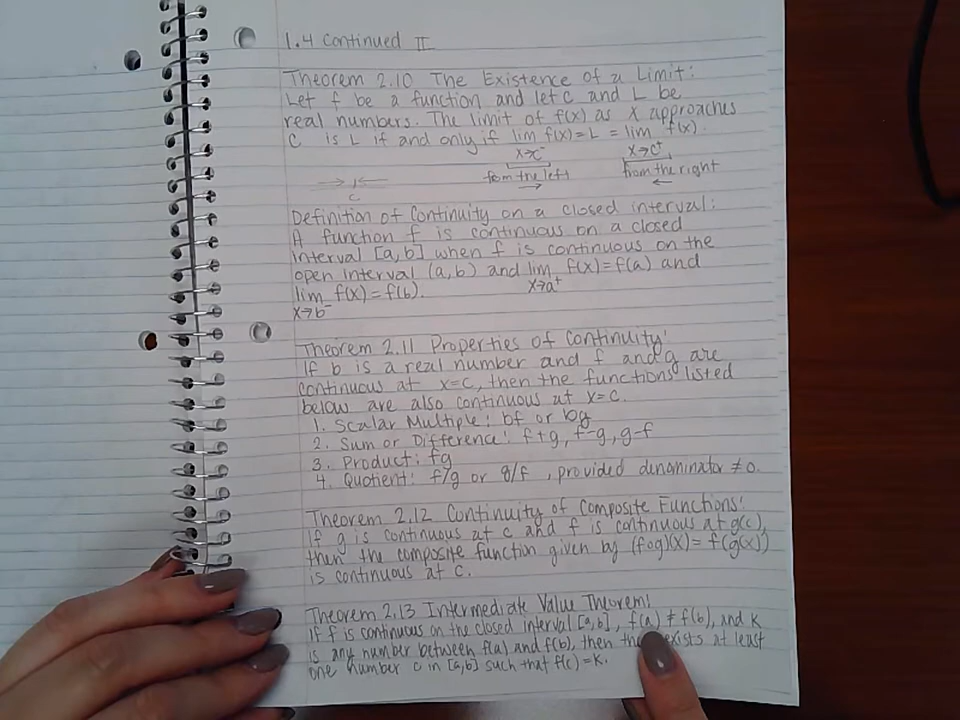 1.4 Continued II
Theorem 2.10 The Existence of a Limit:
Let f be a function and let c and L be
real numbers. The limit of f(x) as x approaches
c is L if and only if lim f(x) = L = lim f(x).
x→c⁻ x→c⁺
from the left from the right
→ ← → ←
c
Definition of Continuity on a closed interval:
A function f is continuous on a closed
interval [a,b] when f is continuous on the
open interval (a,b) and lim f(x) = f(a) and
x→a⁺
lim f(x) = f(b).
x→b⁻
Theorem 2.11 Properties of Continuity:
If b is a real number and f and g are
continuous at x=c, then the functions listed
below are also continuous at x=c.
1. Scalar Multiple: bf or bg
2. Sum or Difference: f+g, f-g, g-f
3. Product: fg
4. Quotient: f/g or g/f , provided denominator ≠ 0.
Theorem 2.12 Continuity of Composite Functions:
If g is continuous at c and f is continuous at g(c),
then the composite function given by (f∘g)(x) = f(g(x))
is continuous at c.
Theorem 2.13 Intermediate Value Theorem:
If f is continuous on the closed interval [a,b], f(a) ≠ f(b), and k
is any number between f(a) and f(b), then exists at least
one number c in [a,b] such that f(c) = k.